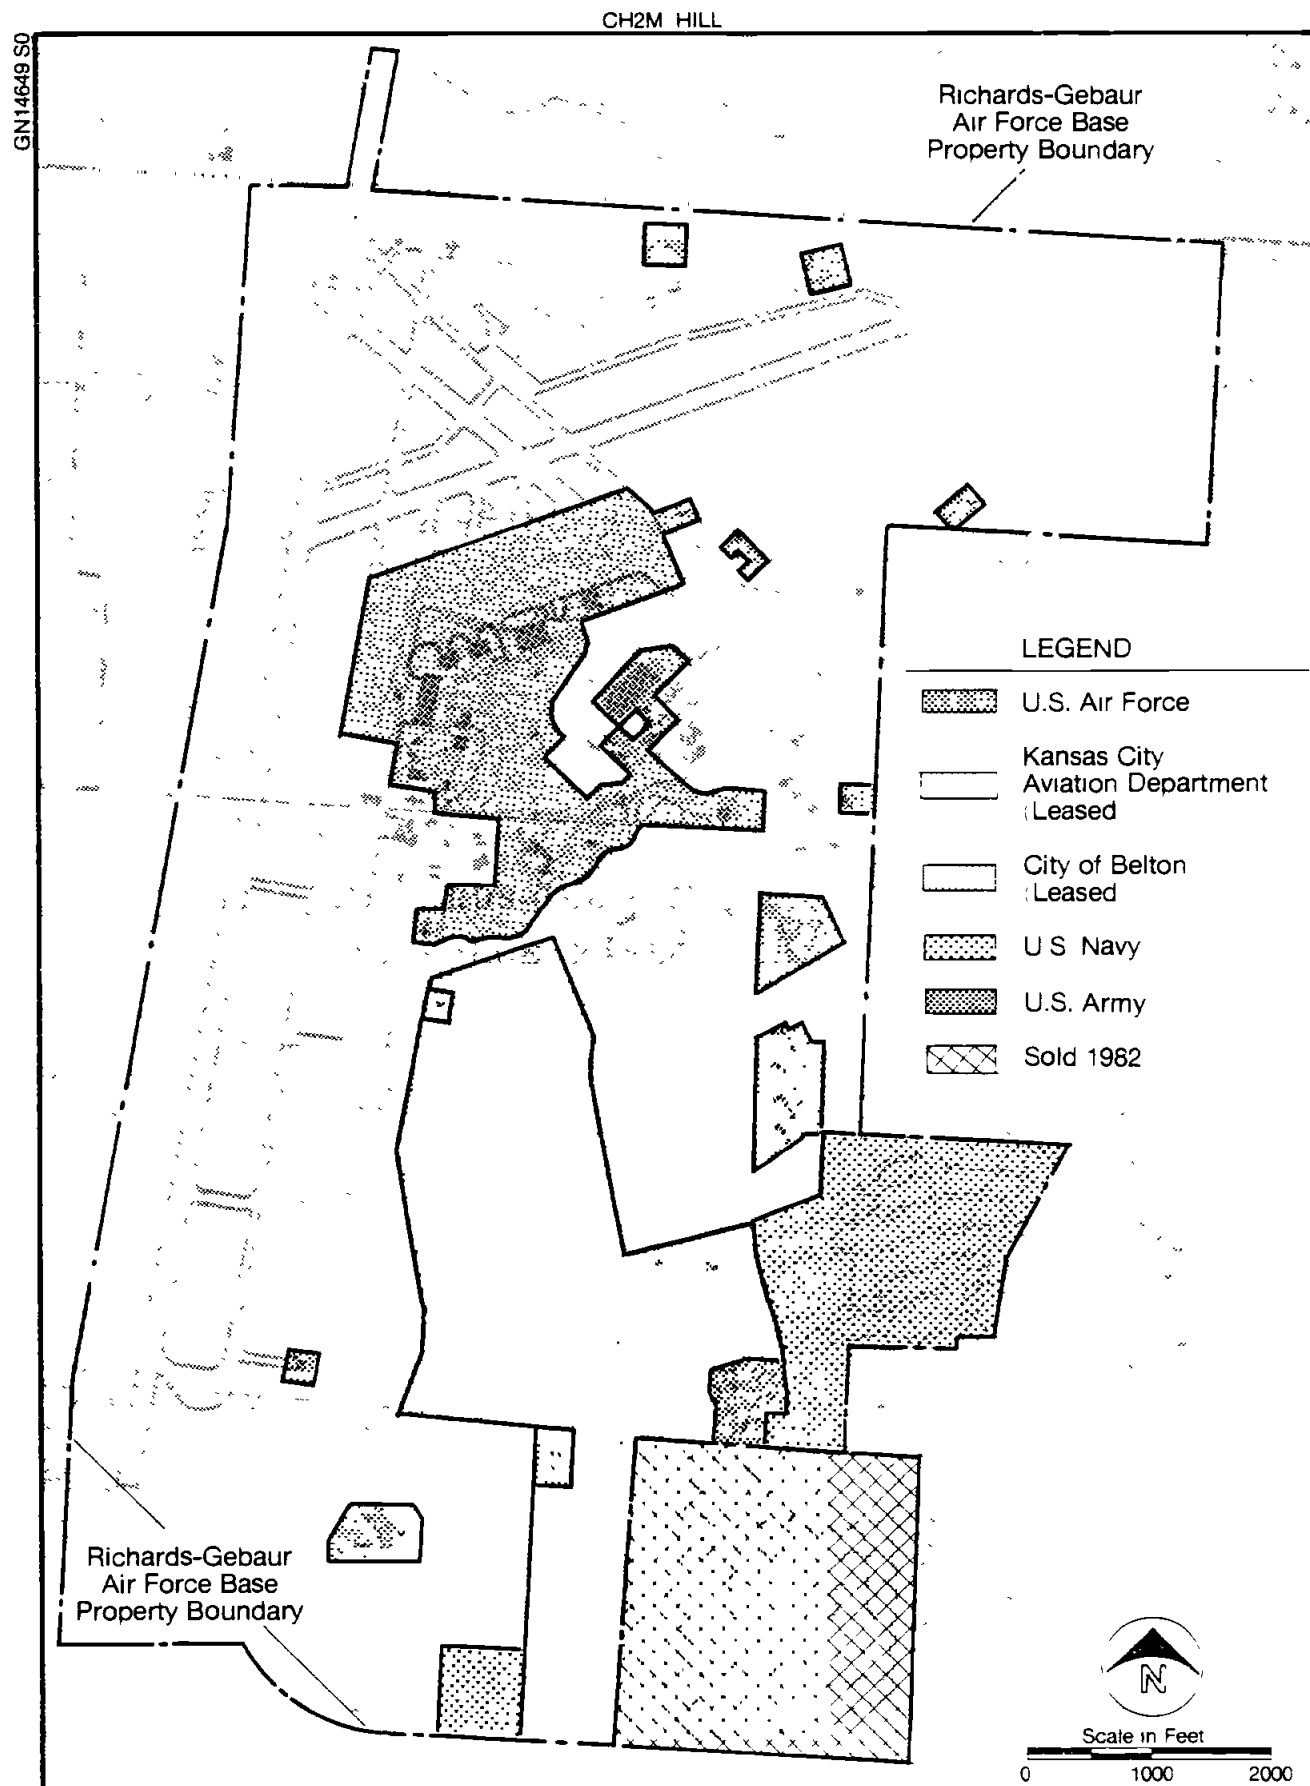 CH2M HILL
GN14649 S0
Richards-Gebaur
Air Force Base
Property Boundary
LEGEND
U.S. Air Force
Kansas City
Aviation Department
Leased
City of Belton
Leased
U S Navy
U.S. Army
Sold 1982
Richards-Gebaur
Air Force Base
Property Boundary
N
Scale in Feet
0 1000 2000